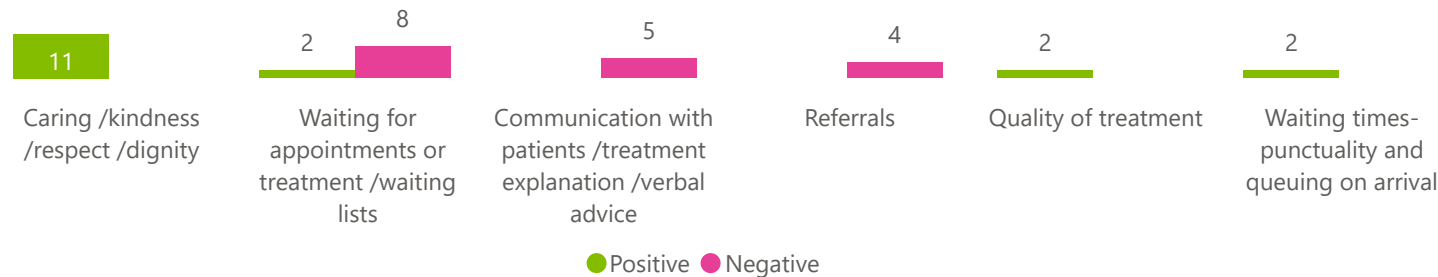 11
2
8
5
4
2
2
Caring /kindness
/respect /dignity
Waiting for
appointments or
treatment /waiting
lists
Communication with
patients /treatment
explanation /verbal
advice
Referrals
Quality of treatment
Waiting times-
punctuality and
queuing on arrival
Positive Negative